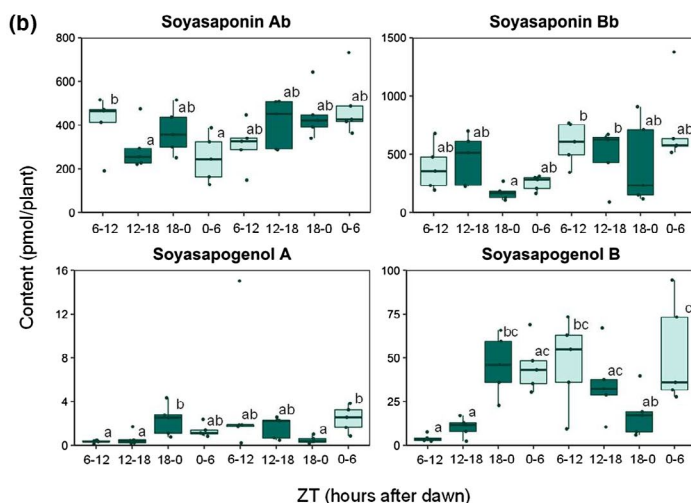 (b)
Soyasaponin Ab
Soyasaponin Bb
Content (pmol/plant)
800
600
400
200
0
b
a
ab
a
ab
ab
ab
ab
6-12 12-18 18-0 0-6 6-12 12-18 18-0 0-6
1500
1000
500
0
ab
ab
a
ab
b
ab
ab
ab
6-12 12-18 18-0 0-6 6-12 12-18 18-0 0-6
Soyasapogenol A
Soyasapogenol B
16
12
8
4
0
a
a
b
a
ab
ab
a
b
6-12 12-18 18-0 0-6 6-12 12-18 18-0 0-6
100
75
50
25
0
a
a
bc
ac
bc
ac
ab
6-12 12-18 18-0 0-6 6-12 12-18 18-0 0-6
ZT (hours after dawn)